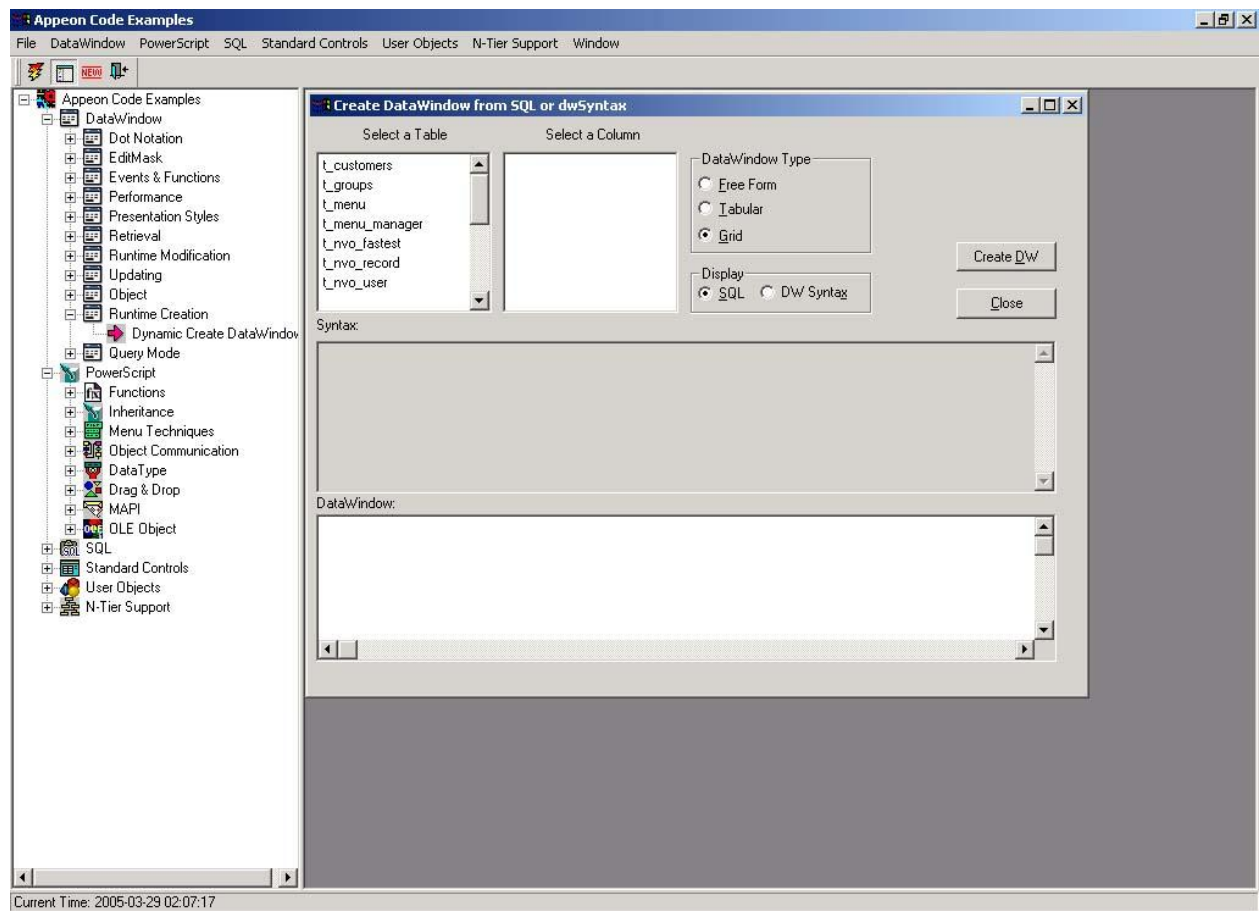 Appeon Code Examples
File DataWindow PowerScript SQL Standard Controls User Objects N-Tier Support Window
NEW
Appeon Code Examples
DataWindow
Dot Notation
EditMask
Events & Functions
Performance
Presentation Styles
Retrieval
Runtime Modification
Updating
Object
Runtime Creation
Dynamic Create DataWindow
Query Mode
PowerScript
Functions
Inheritance
Menu Techniques
Object Communication
DataType
Drag & Drop
MAPI
OLE Object
SQL
Standard Controls
User Objects
N-Tier Support
Create DataWindow from SQL or dwSyntax
Select a Table Select a Column
t_customers
t_groups
t_menu
t_menu_manager
t_nvo_fastest
t_nvo_record
t_nvo_user
DataWindow Type
Free Form
Tabular
Grid
Display
SQL DW Syntax
Create DW
Close
Syntax:
DataWindow:
Current Time: 2005-03-29 02:07:17